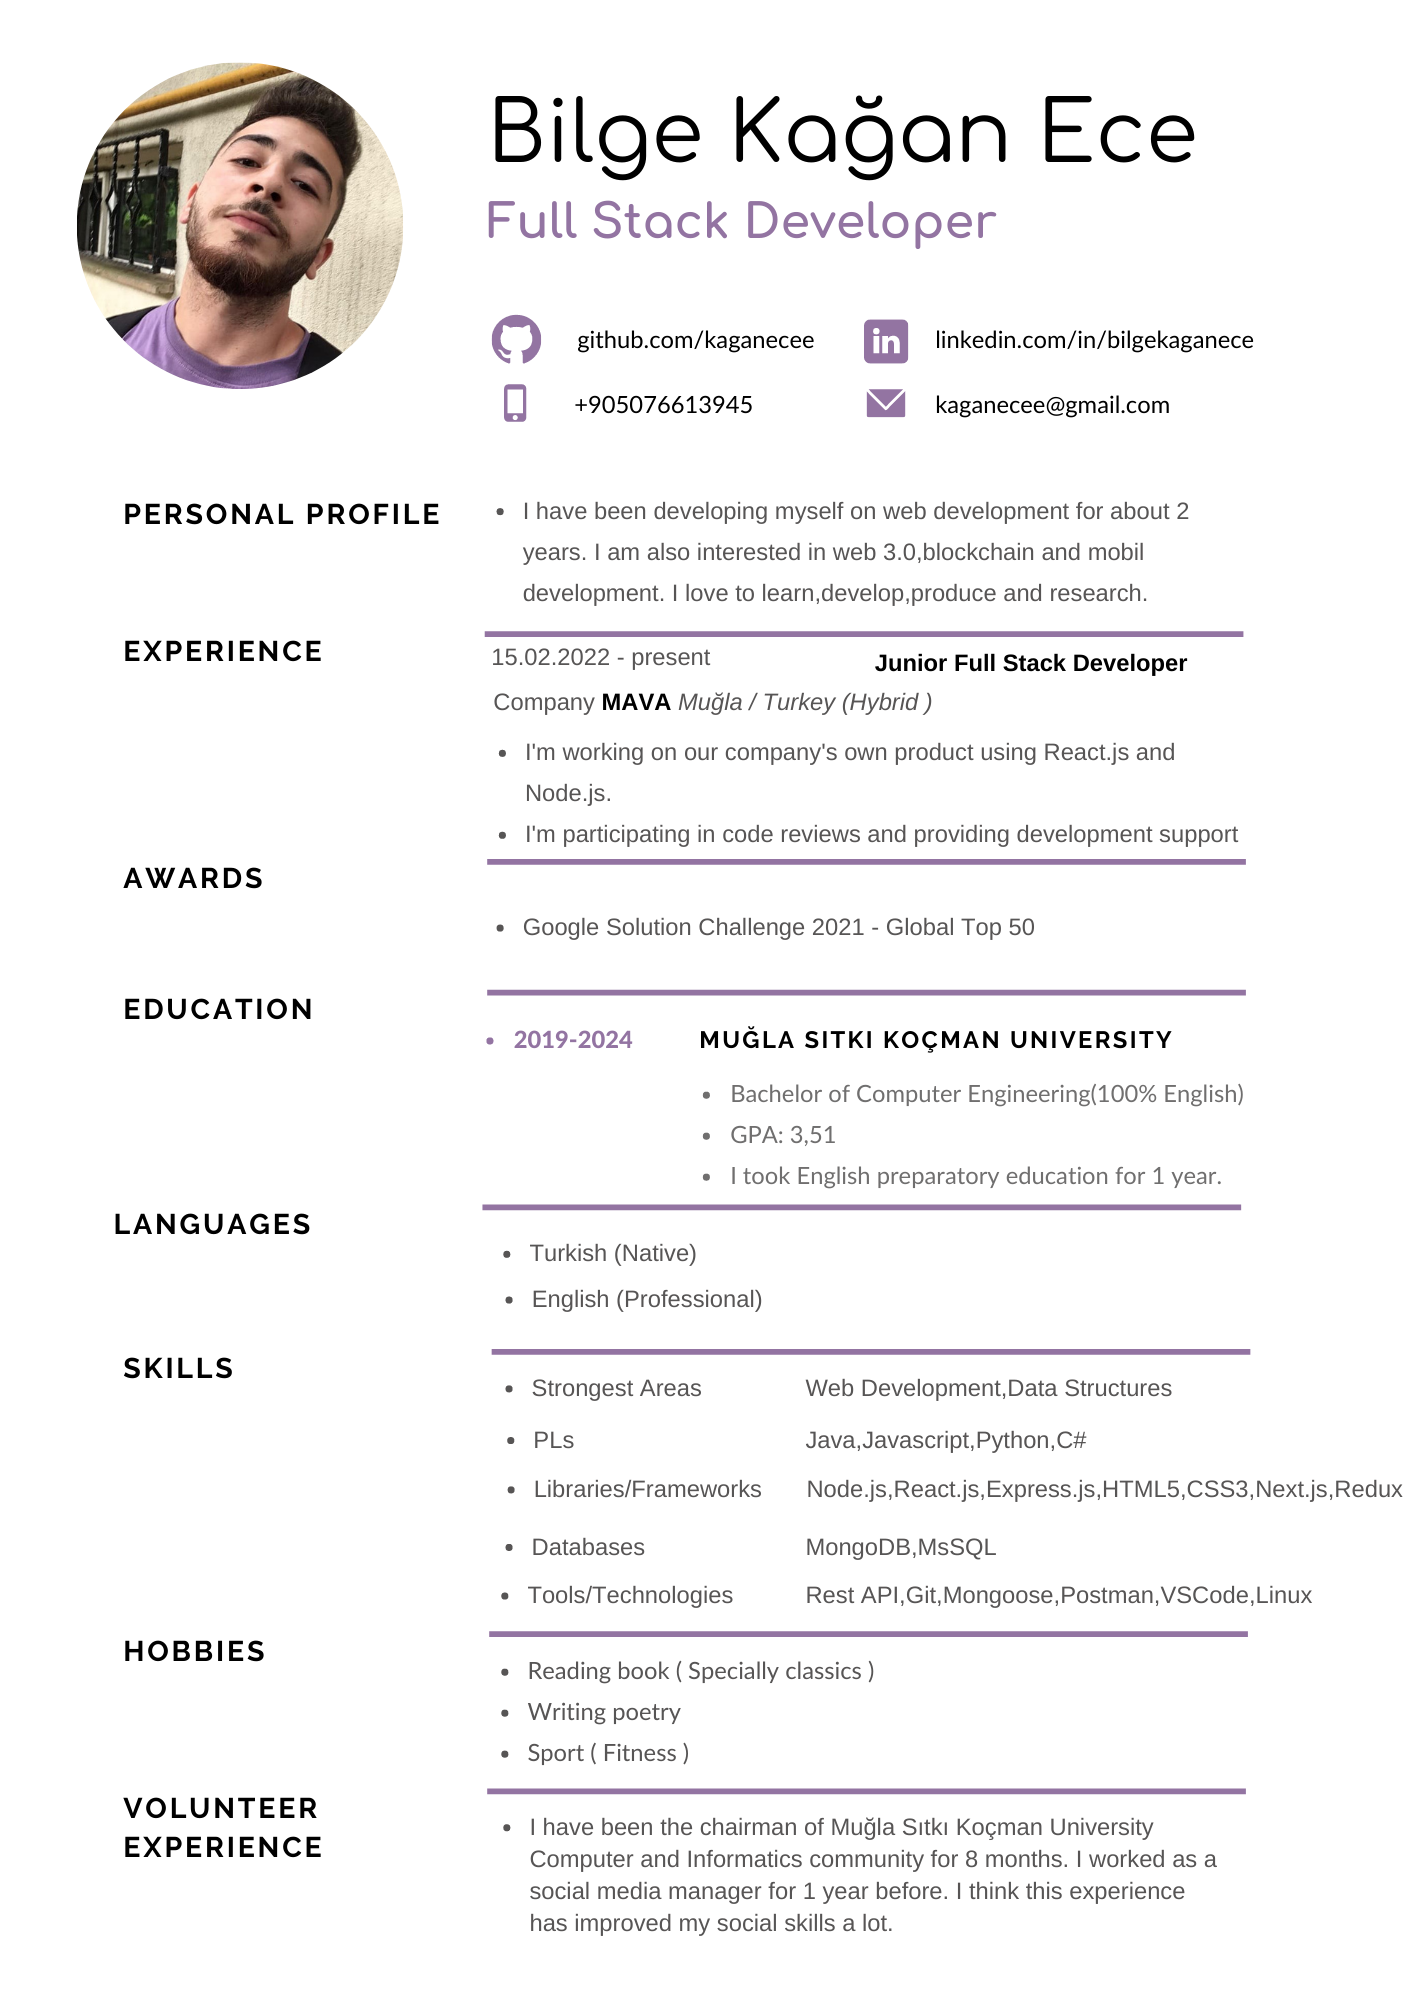 Bilge Kağan Ece
Full Stack Developer
github.com/kaganecee
linkedin.com/in/bilgekaganece
+905076613945
kaganecee@gmail.com
PERSONAL PROFILE
• I have been developing myself on web development for about 2
years. I am also interested in web 3.0,blockchain and mobil
development. I love to learn,develop,produce and research.
EXPERIENCE
15.02.2022 - present
Junior Full Stack Developer
Company MAVA Muğla / Turkey (Hybrid )
• I'm working on our company's own product using React.js and
Node.js.
• I'm participating in code reviews and providing development support
AWARDS
• Google Solution Challenge 2021 - Global Top 50
EDUCATION
• 2019-2024
MUĞLA SITKI KOÇMAN UNIVERSITY
• Bachelor of Computer Engineering(100% English)
• GPA: 3,51
• I took English preparatory education for 1 year.
LANGUAGES
• Turkish (Native)
• English (Professional)
SKILLS
• Strongest Areas Web Development,Data Structures
• PLs Java,Javascript,Python,C#
• Libraries/Frameworks Node.js,React.js,Express.js,HTML5,CSS3,Next.js,Redux
• Databases MongoDB,MsSQL
• Tools/Technologies Rest API,Git,Mongoose,Postman,VSCode,Linux
HOBBIES
• Reading book ( Specially classics )
• Writing poetry
• Sport ( Fitness )
VOLUNTEER
EXPERIENCE
• I have been the chairman of Muğla Sıtkı Koçman University
Computer and Informatics community for 8 months. I worked as a
social media manager for 1 year before. I think this experience
has improved my social skills a lot.